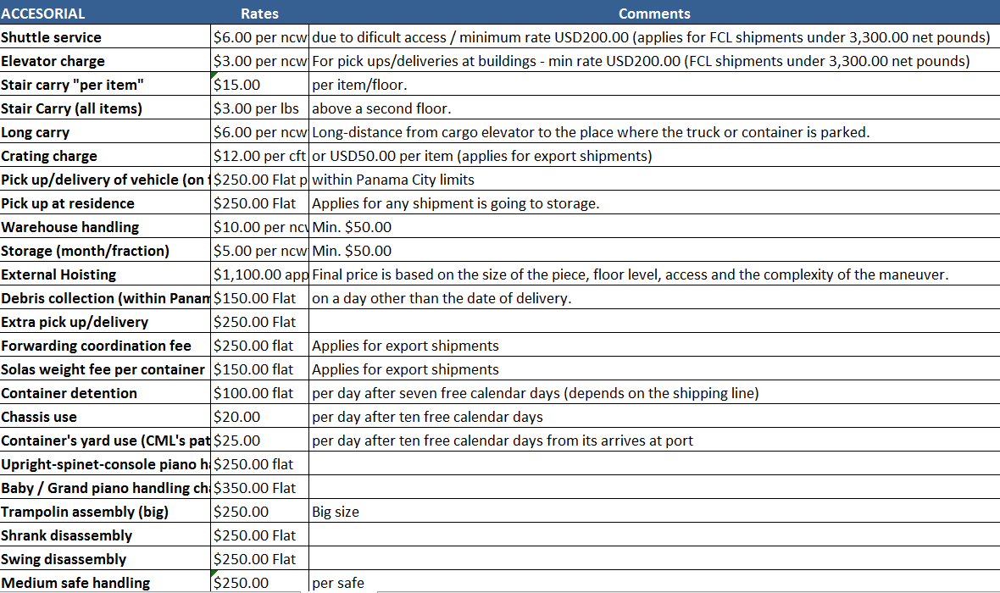 ACCESORIAL Rates Comments
Shuttle service $6.00 per ncw due to dificult access / minimum rate USD200.00 (applies for FCL shipments under 3,300.00 net pounds)
Elevator charge $3.00 per ncw For pick ups/deliveries at buildings - min rate USD200.00 (FCL shipments under 3,300.00 net pounds)
Stair carry "per item" $15.00 per item/floor.
Stair Carry (all items) $3.00 per lbs above a second floor.
Long carry $6.00 per ncw Long-distance from cargo elevator to the place where the truck or container is parked.
Crating charge $12.00 per cft or USD50.00 per item (applies for export shipments)
Pick up/delivery of vehicle (on $250.00 Flat p within Panama City limits
Pick up at residence $250.00 Flat Applies for any shipment is going to storage.
Warehouse handling $10.00 per ncw Min. $50.00
Storage (month/fraction) $5.00 per ncw Min. $50.00
External Hoisting $1,100.00 app Final price is based on the size of the piece, floor level, access and the complexity of the maneuver.
Debris collection (within Panam $150.00 Flat on a day other than the date of delivery.
Extra pick up/delivery $250.00 Flat
Forwarding coordination fee $250.00 flat Applies for export shipments
Solas weight fee per container $150.00 flat Applies for export shipments
Container detention $100.00 flat per day after seven free calendar days (depends on the shipping line)
Chassis use $20.00 per day after ten free calendar days
Container's yard use (CML's pat $25.00 per day after ten free calendar days from its arrives at port
Upright-spinet-console piano ha $250.00 flat
Baby / Grand piano handling cha $350.00 Flat
Trampolin assembly (big) $250.00 Big size
Shrank disassembly $250.00 Flat
Swing disassembly $250.00 Flat
Medium safe handling $250.00 per safe